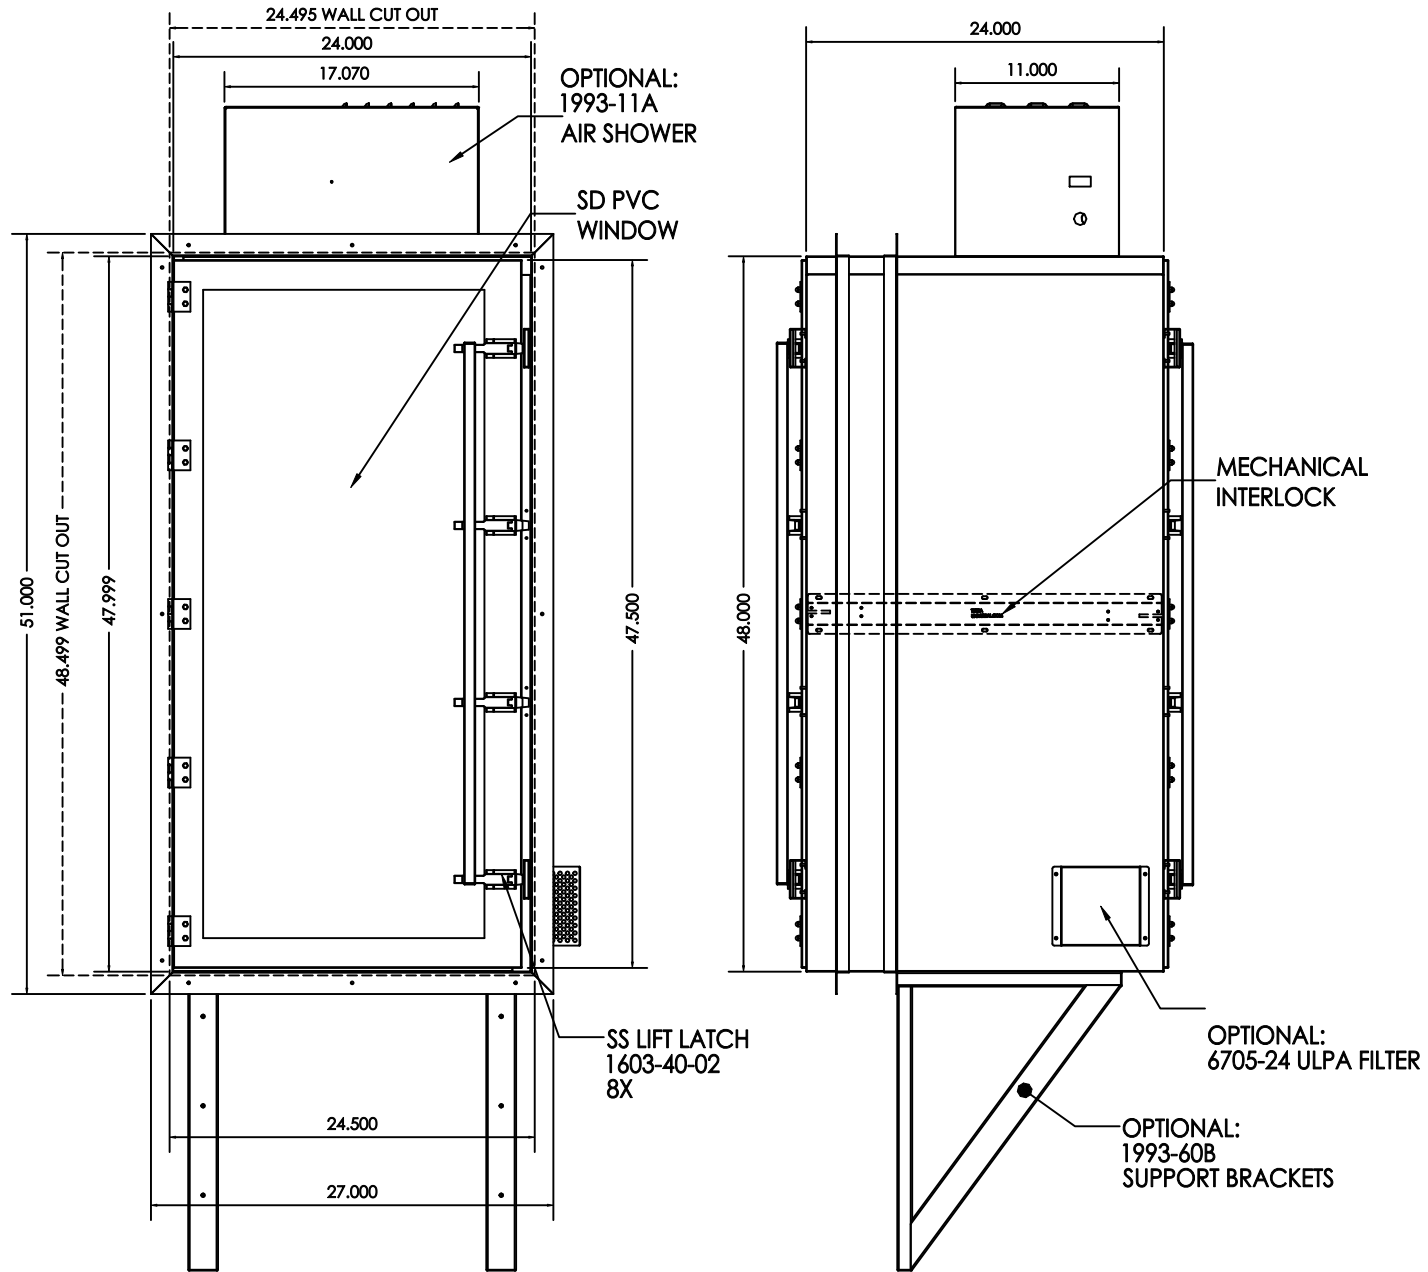 24.495 WALL CUT OUT
24.000
17.070
OPTIONAL:
1993-11A
AIR SHOWER
SD PVC
WINDOW
51.000
48.499 WALL CUT OUT
47.999
47.500
SS LIFT LATCH
1603-40-02
8X
24.500
27.000
24.000
11.000
48.000
MECHANICAL
INTERLOCK
OPTIONAL:
6705-24 ULPA FILTER
OPTIONAL:
1993-60B
SUPPORT BRACKETS